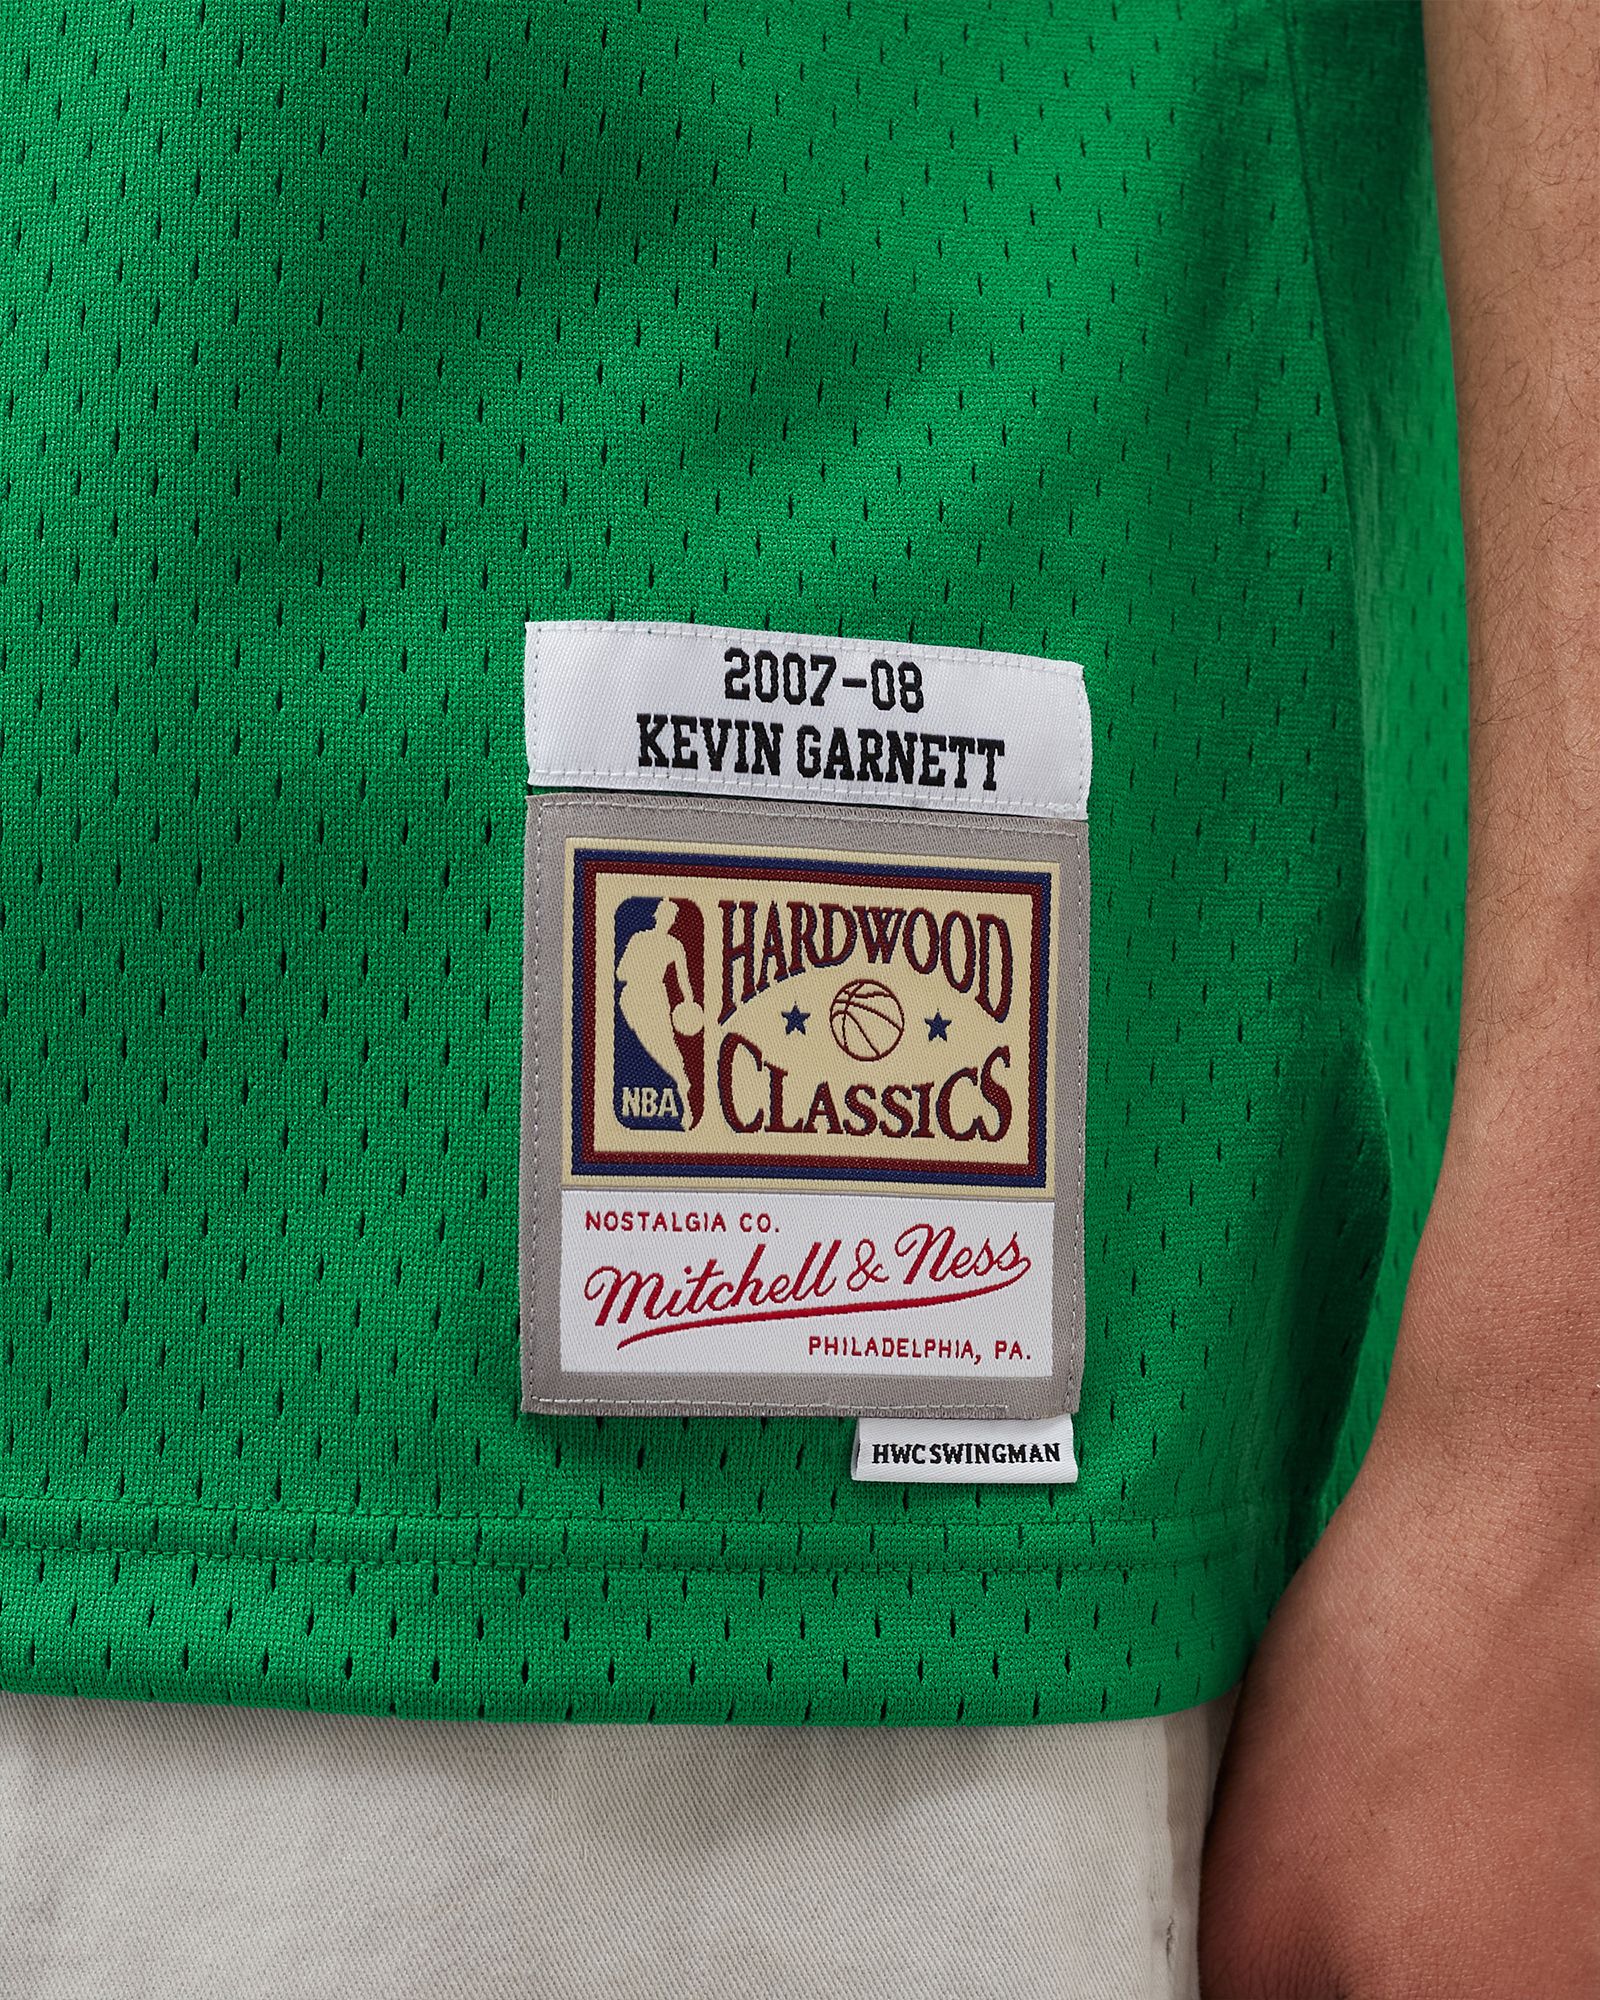 2007-08
KEVIN GARNETT
HARDWOOD
CLASSICS
NBA
NOSTALGIA CO.
Mitchell & Ness
PHILADELPHIA, PA.
HWC SWINGMAN